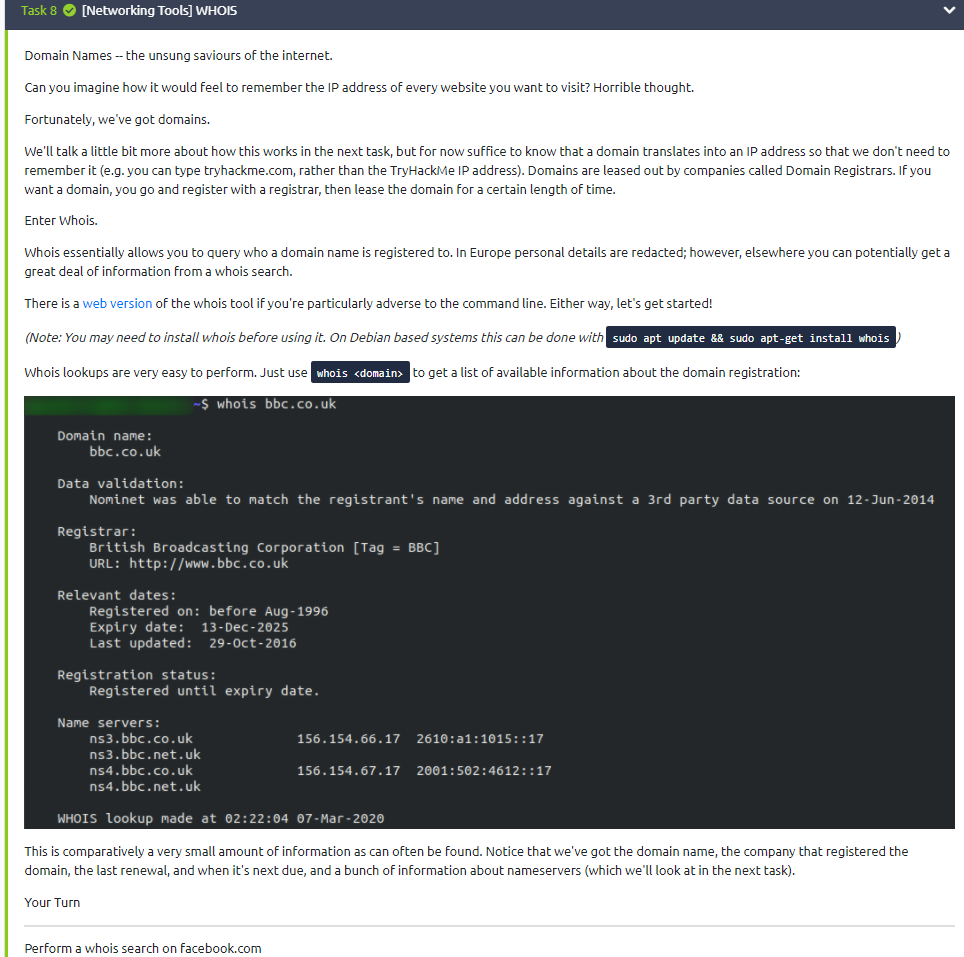 Task 8 [Networking Tools] WHOIS
Domain Names -- the unsung saviours of the internet.
Can you imagine how it would feel to remember the IP address of every website you want to visit? Horrible thought.
Fortunately, we've got domains.
We'll talk a little bit more about how this works in the next task, but for now suffice to know that a domain translates into an IP address so that we don't need to
remember it (e.g. you can type tryhackme.com, rather than the TryHackMe IP address). Domains are leased out by companies called Domain Registrars. If you
want a domain, you go and register with a registrar, then lease the domain for a certain length of time.
Enter Whois.
Whois essentially allows you to query who a domain name is registered to. In Europe personal details are redacted; however, elsewhere you can potentially get a
great deal of information from a whois search.
There is a web version of the whois tool if you're particularly adverse to the command line. Either way, let's get started!
(Note: You may need to install whois before using it. On Debian based systems this can be done with sudo apt update && sudo apt-get install whois )
Whois lookups are very easy to perform. Just use whois <domain> to get a list of available information about the domain registration:
~$ whois bbc.co.uk
Domain name:
bbc.co.uk
Data validation:
Nominet was able to match the registrant's name and address against a 3rd party data source on 12-Jun-2014
Registrar:
British Broadcasting Corporation [Tag = BBC]
URL: http://www.bbc.co.uk
Relevant dates:
Registered on: before Aug-1996
Expiry date: 13-Dec-2025
Last updated: 29-Oct-2016
Registration status:
Registered until expiry date.
Name servers:
ns3.bbc.co.uk 156.154.66.17 2610:a1:1015::17
ns3.bbc.net.uk
ns4.bbc.co.uk 156.154.67.17 2001:502:4612::17
ns4.bbc.net.uk
WHOIS lookup made at 02:22:04 07-Mar-2020
This is comparatively a very small amount of information as can often be found. Notice that we've got the domain name, the company that registered the
domain, the last renewal, and when it's next due, and a bunch of information about nameservers (which we'll look at in the next task).
Your Turn
Perform a whois search on facebook.com